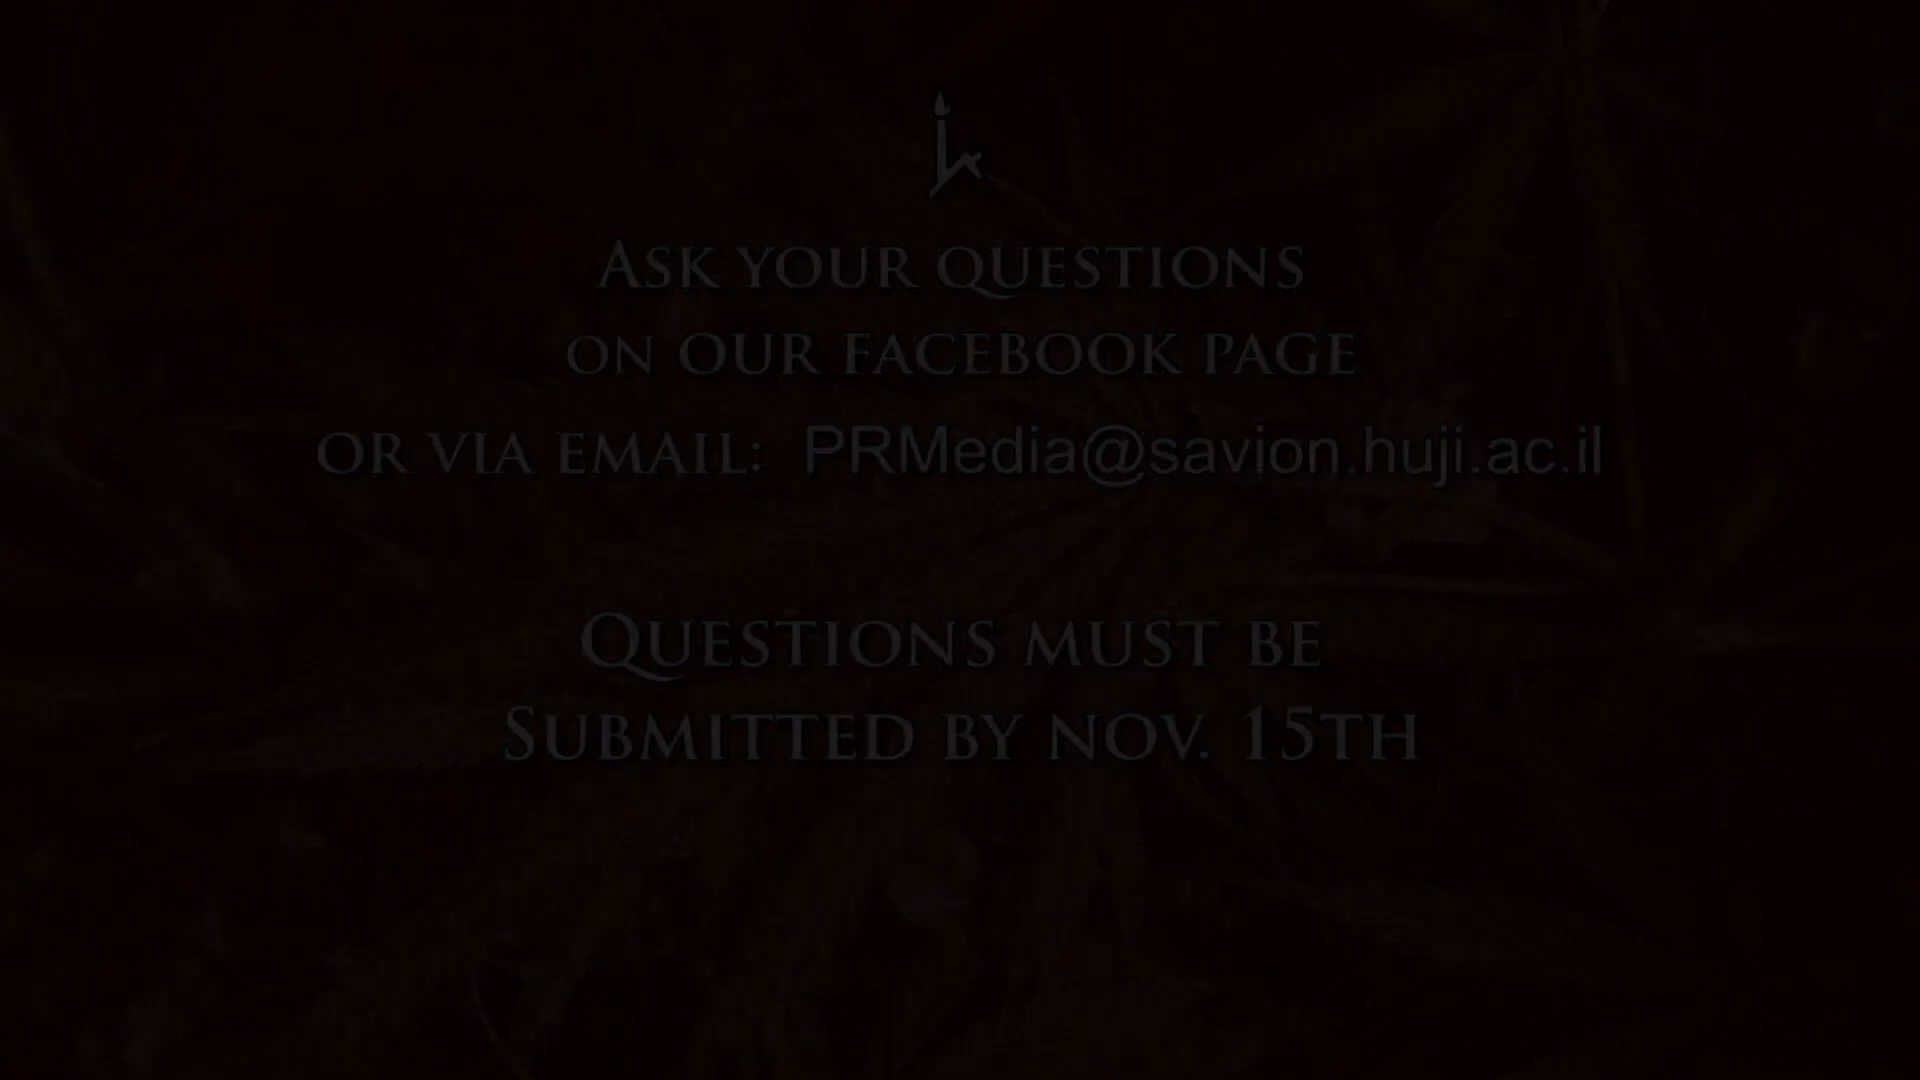 Ask your questions
on our facebook page
or via email: PRMedia@savion.huji.ac.il
Questions must be
Submitted by nov. 15th